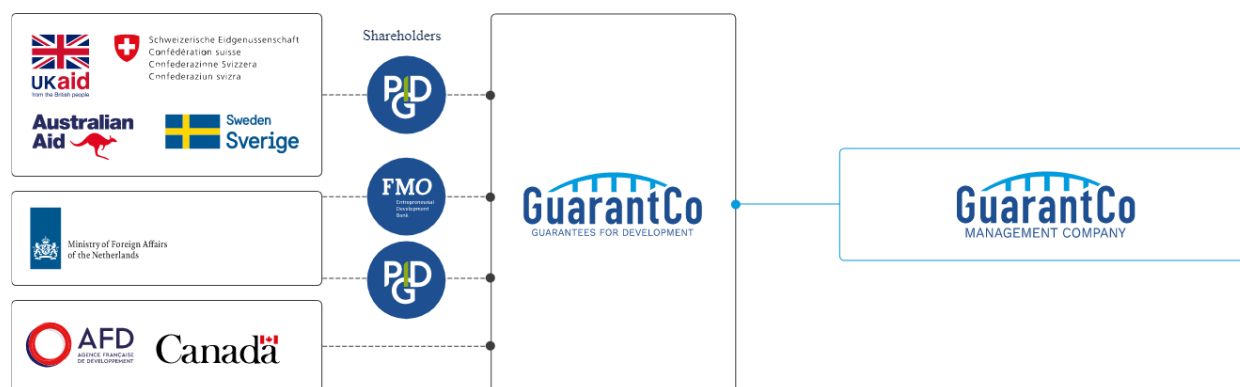 UKaid
from the British people
Schweizerische Eidgenossenschaft
Confédération suisse
Confederazione Svizzera
Confederaziun svizra
Australian
Aid
Sweden
Sverige
Ministry of Foreign Affairs
of the Netherlands
AFD
AGENCE FRANÇAISE
DE DÉVELOPPEMENT
Canada
Shareholders
PIDG
FMO
Entrepreneurial
Development
Bank
PIDG
GuarantCo
GUARANTEES FOR DEVELOPMENT
GuarantCo
MANAGEMENT COMPANY